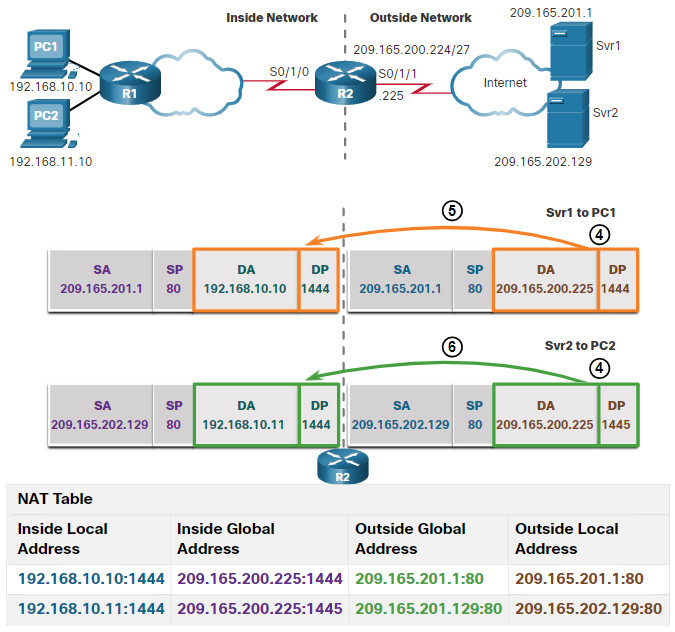 Inside Network
Outside Network
209.165.201.1
PC1
192.168.10.10
R1
S0/1/0
209.165.200.224/27
S0/1/1
R2
.225
Internet
Svr1
PC2
192.168.11.10
Svr2
209.165.202.129
5
Svr1 to PC1
4
SA SP DA DP SA SP DA DP
209.165.201.1 80 192.168.10.10 1444 209.165.201.1 80 209.165.200.225 1444
6
Svr2 to PC2
4
SA SP DA DP SA SP DA DP
209.165.202.129 80 192.168.10.11 1444 209.165.202.129 80 209.165.200.225 1445
R2
NAT Table
Inside Local Address
Inside Global Address
Outside Global Address
Outside Local Address
192.168.10.10:1444 209.165.200.225:1444 209.165.201.1:80 209.165.201.1:80
192.168.10.11:1444 209.165.200.225:1445 209.165.201.129:80 209.165.202.129:80